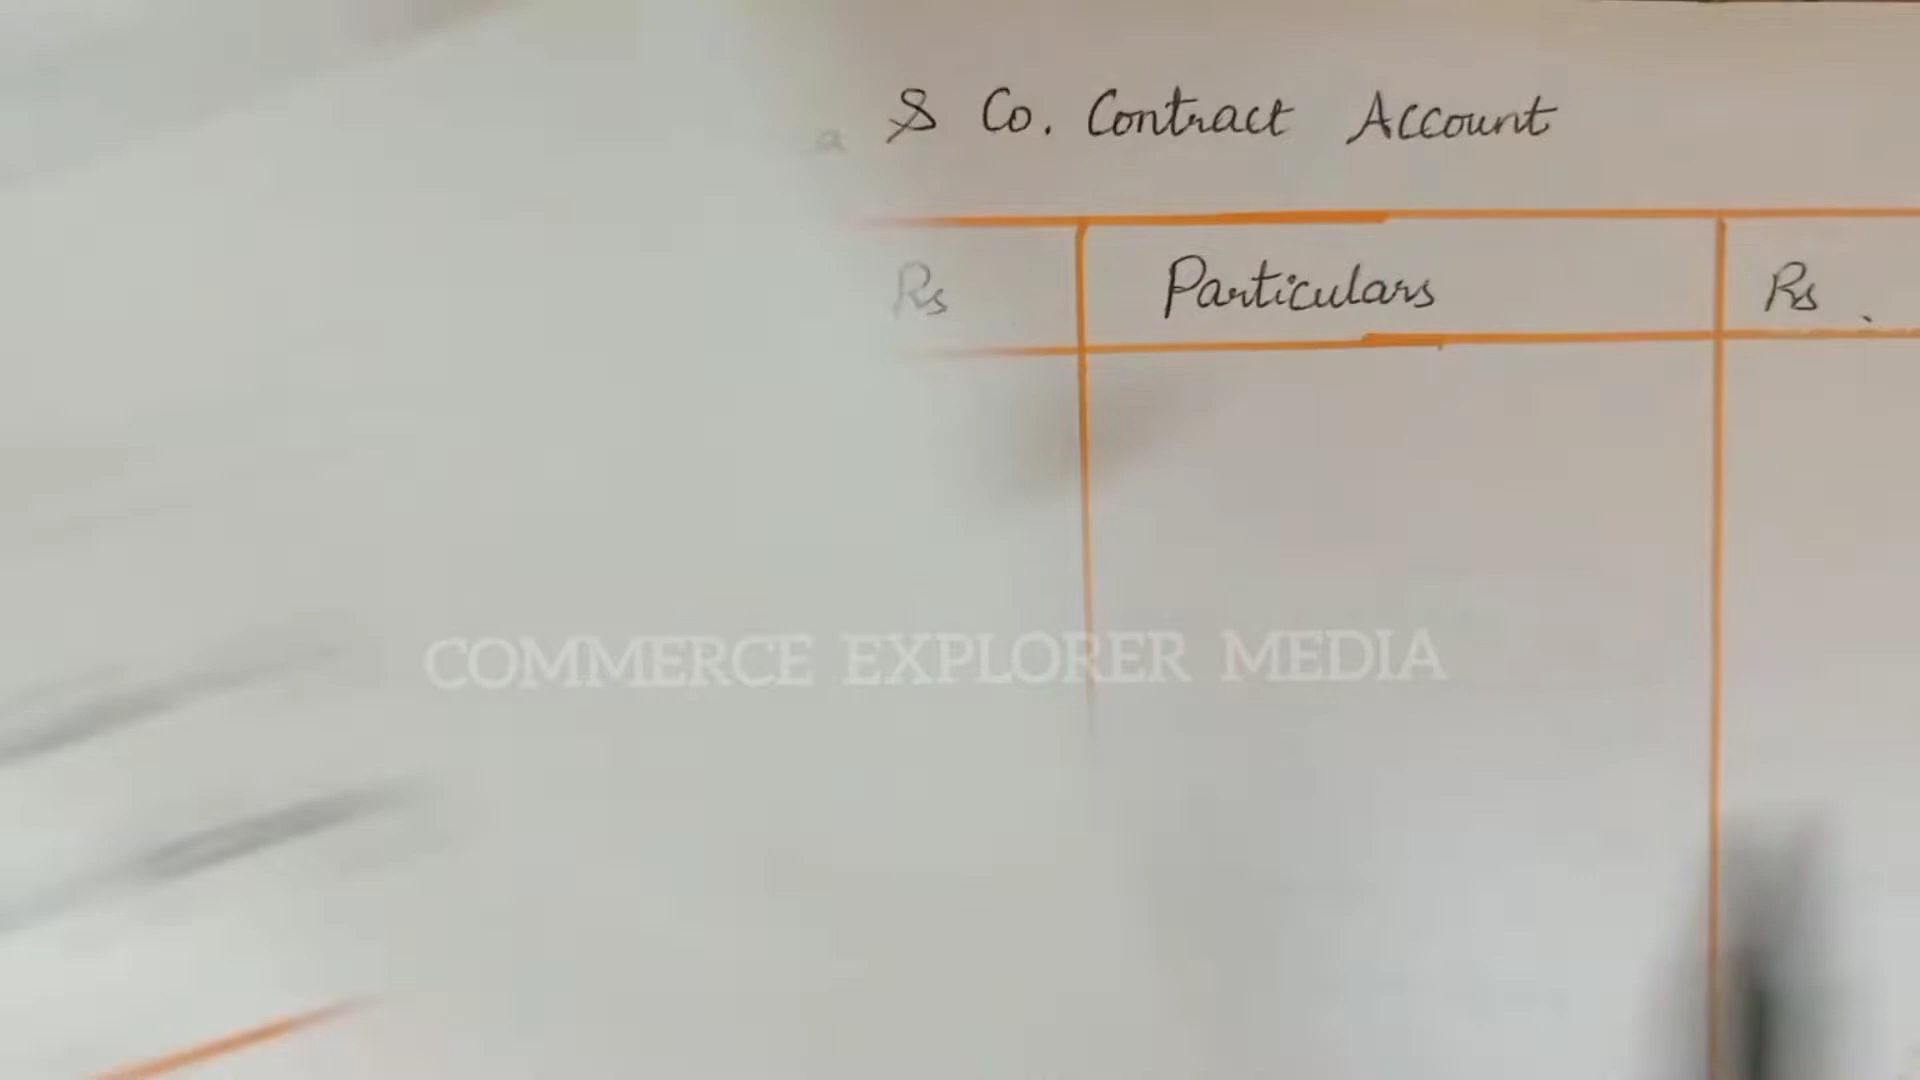 & Co. Contract Account
Rs Particulars Rs.
COMMERCE EXPLORER MEDIA